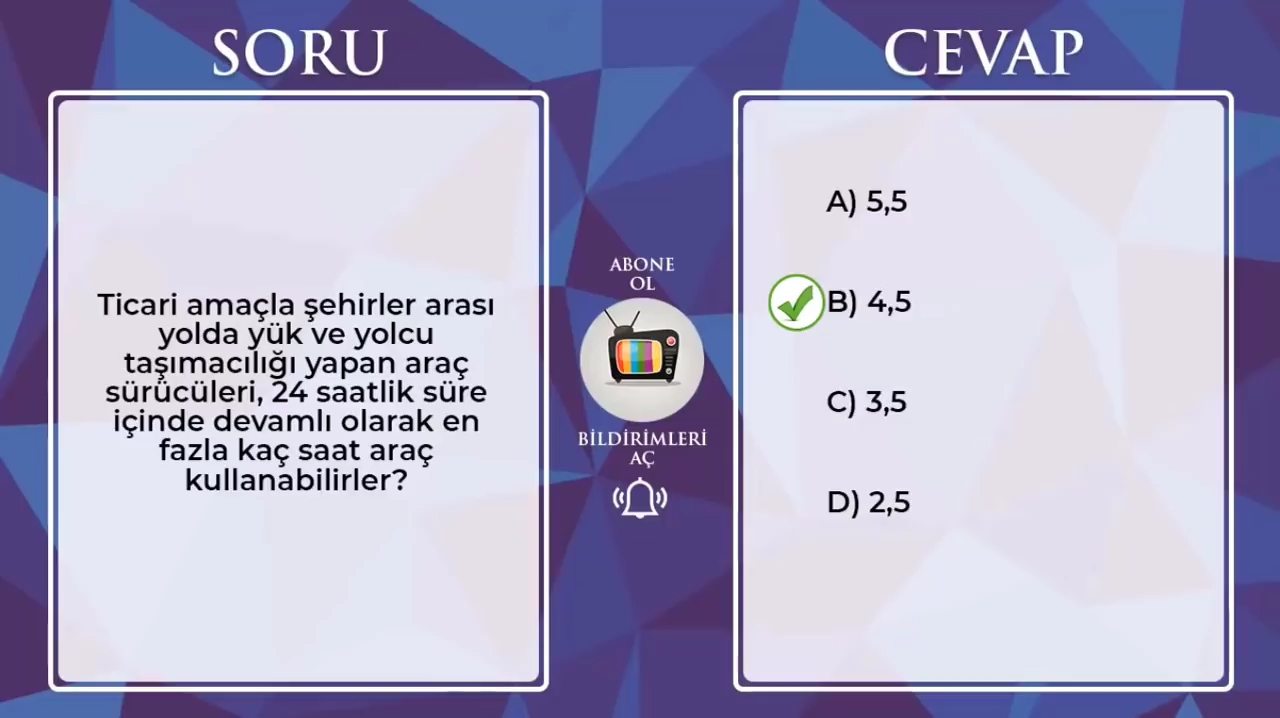 SORU
Ticari amaçla şehirler arası
yolda yük ve yolcu
taşımacılığı yapan araç
sürücüleri, 24 saatlik süre
içinde devamlı olarak en
fazla kaç saat araç
kullanabilirler?
ABONE
OL
BİLDİRİMLERİ
AÇ
CEVAP
A) 5,5
B) 4,5
C) 3,5
D) 2,5